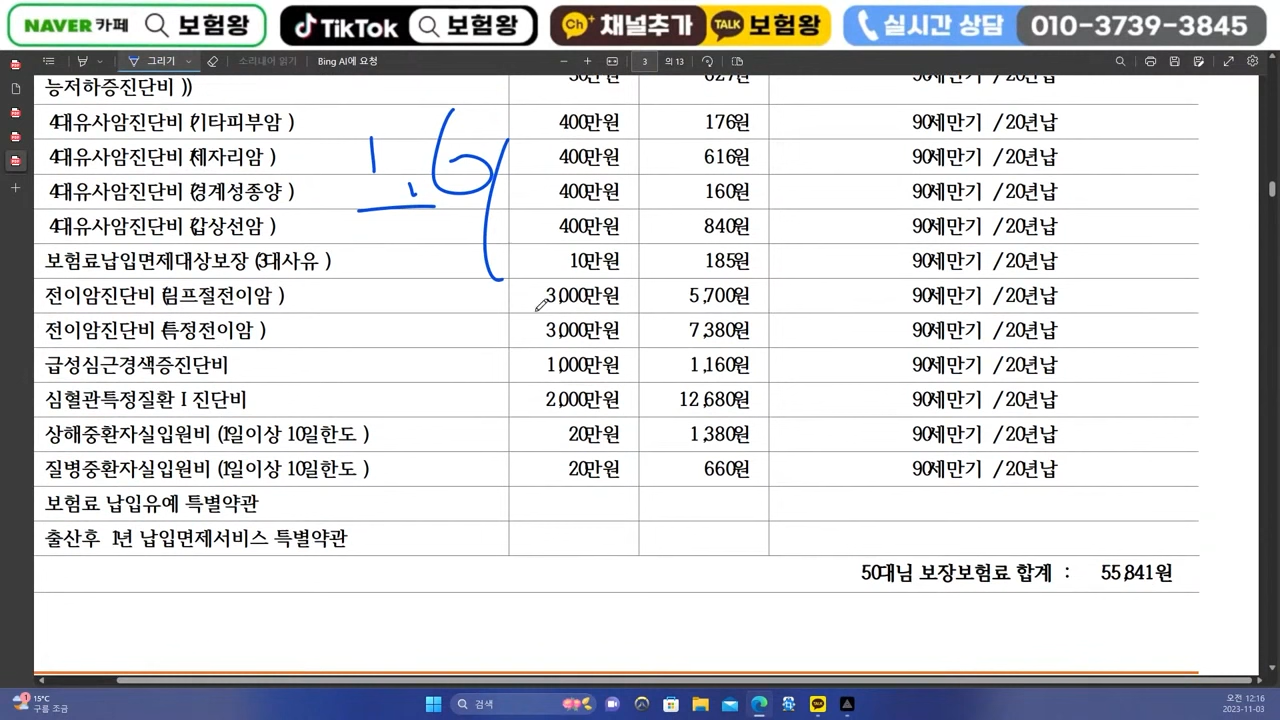 NAVER 카페 보험왕 TikTok 보험왕 Ch+ 채널추가 TALK 보험왕 실시간 상담 010-3739-3845
그리기 소리내어 읽기 Bing AI에 요청 3 의 13
능저하증진단비 ))
4대유사암진단비 (기타피부암 ) 400만원 176원 90세만기 / 20년납
4대유사암진단비 (제자리암 ) 400만원 616원 90세만기 / 20년납
4대유사암진단비 (경계성종양 ) 400만원 160원 90세만기 / 20년납
4대유사암진단비 (갑상선암 ) 400만원 840원 90세만기 / 20년납
보험료납입면제대상보장 (3대사유 ) 10만원 185원 90세만기 / 20년납
전이암진단비 (림프절전이암 ) 3,000만원 5,700원 90세만기 / 20년납
전이암진단비 (특정전이암 ) 3,000만원 7,380원 90세만기 / 20년납
급성심근경색증진단비 1,000만원 1,160원 90세만기 / 20년납
심혈관특정질환 I 진단비 2,000만원 12,680원 90세만기 / 20년납
상해중환자실입원비 (1일이상 10일한도 ) 20만원 1,380원 90세만기 / 20년납
질병중환자실입원비 (1일이상 10일한도 ) 20만원 660원 90세만기 / 20년납
보험료 납입유예 특별약관
출산후 1년 납입면제서비스 특별약관
50대님 보장보험료 합계 : 55,841원
15°C
구름 조금
검색
TALK
오전 12:16
2023-11-03